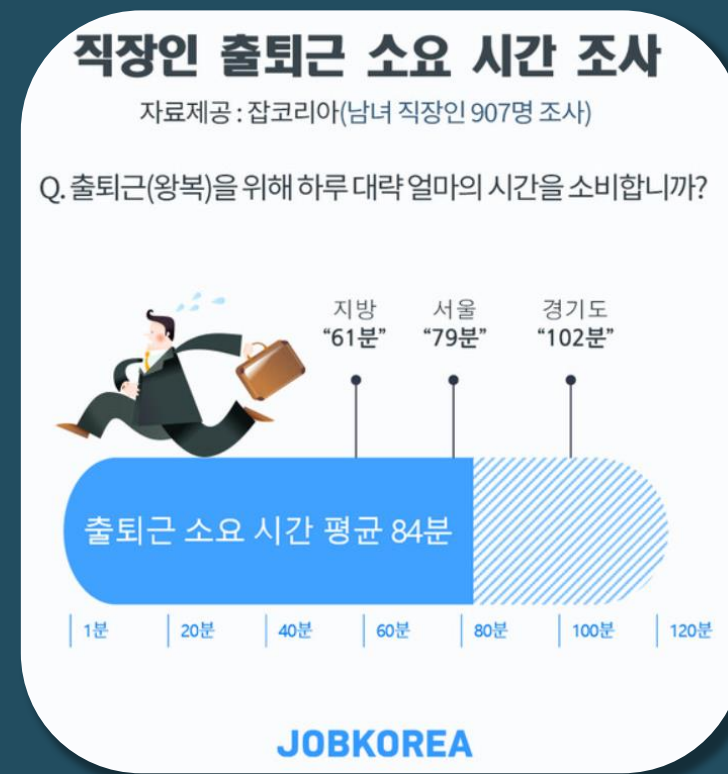 직장인 출퇴근 소요 시간 조사
자료제공 : 잡코리아(남녀 직장인 907명 조사)
Q. 출퇴근(왕복)을 위해 하루 대략 얼마의 시간을 소비합니까?
지방 서울 경기도
“61분” “79분” “102분”
출퇴근 소요 시간 평균 84분
1분 20분 40분 60분 80분 100분 120분
JOBKOREA